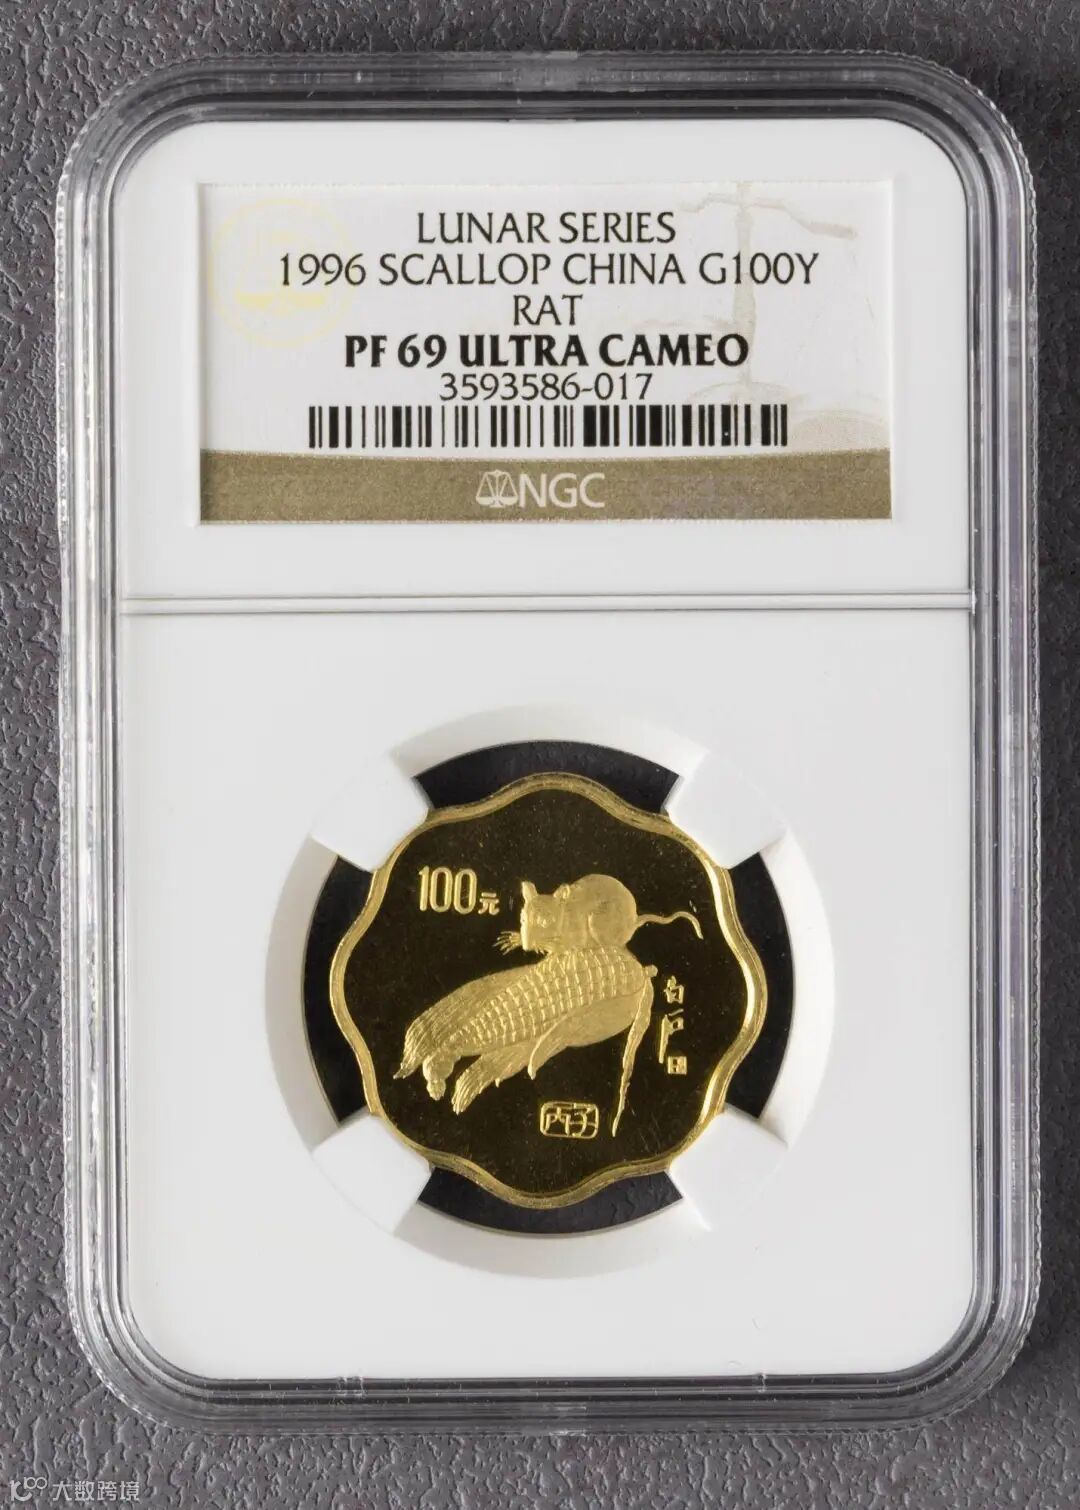 LUNAR SERIES
1996 SCALLOP CHINA G100Y
RAT
PF 69 ULTRA CAMEO
3593586-017
NGC
100元
白石
丙子
大数跨境